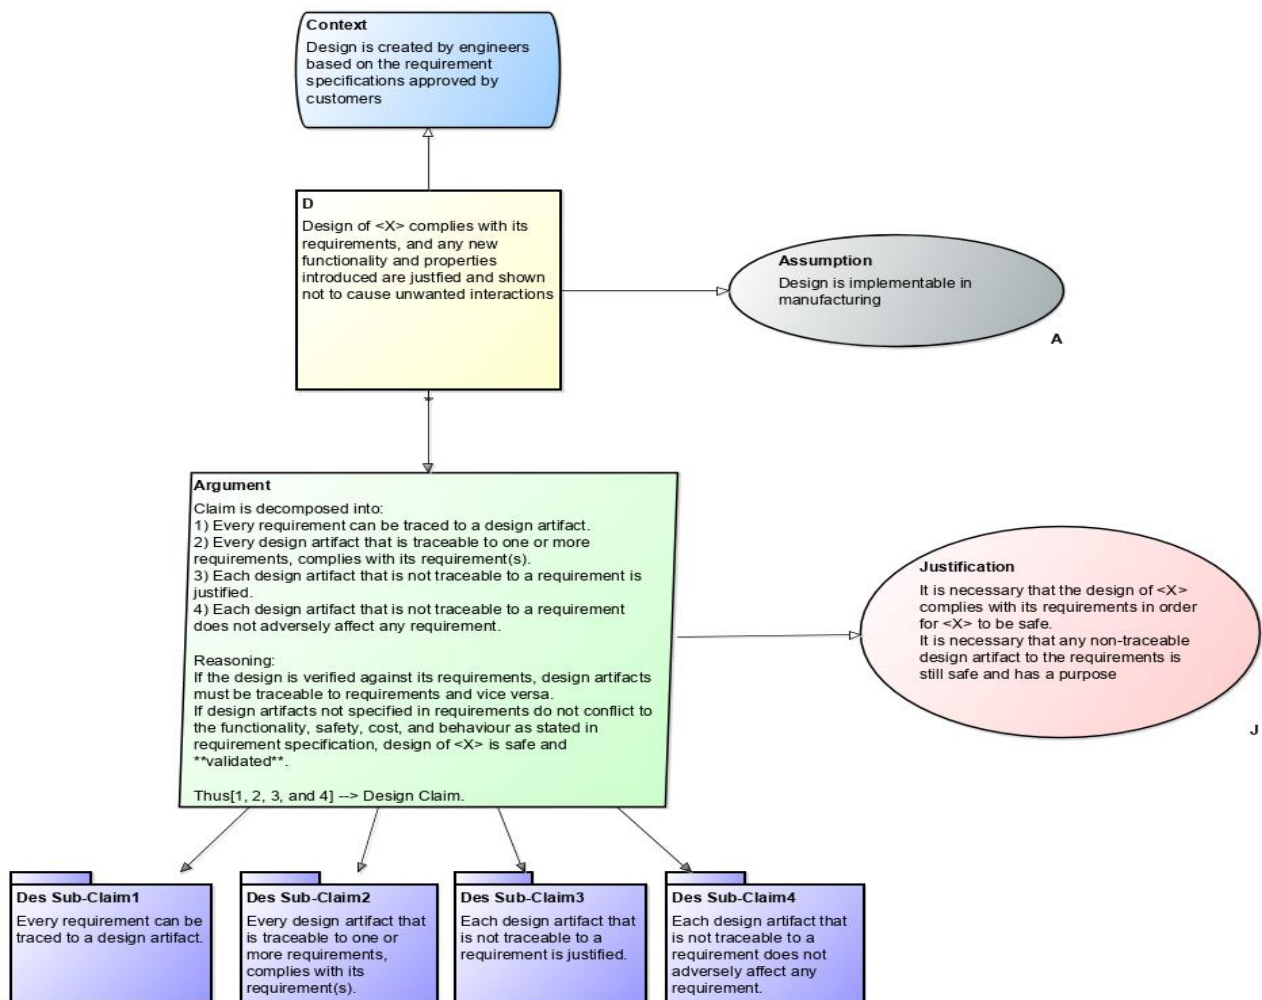 Context
Design is created by engineers
based on the requirement
specifications approved by
customers
D
Design of <X> complies with its
requirements, and any new
functionality and properties
introduced are justfied and shown
not to cause unwanted interactions
Assumption
Design is implementable in
manufacturing
A
Argument
Claim is decomposed into:
1) Every requirement can be traced to a design artifact.
2) Every design artifact that is traceable to one or more
requirements, complies with its requirement(s).
3) Each design artifact that is not traceable to a requirement is
justified.
4) Each design artifact that is not traceable to a requirement
does not adversely affect any requirement.
Reasoning:
If the design is verified against its requirements, design artifacts
must be traceable to requirements and vice versa.
If design artifacts not specified in requirements do not conflict to
the functionality, safety, cost, and behaviour as stated in
requirement specification, design of <X> is safe and
**validated**.
Thus[1, 2, 3, and 4] --> Design Claim.
Justification
It is necessary that the design of <X>
complies with its requirements in order
for <X> to be safe.
It is necessary that any non-traceable
design artifact to the requirements is
still safe and has a purpose
J
Des Sub-Claim1
Every requirement can be
traced to a design artifact.
Des Sub-Claim2
Every design artifact that
is traceable to one or
more requirements,
complies with its
requirement(s).
Des Sub-Claim3
Each design artifact that
is not traceable to a
requirement is justified.
Des Sub-Claim4
Each design artifact that
is not traceable to a
requirement does not
adversely affect any
requirement.